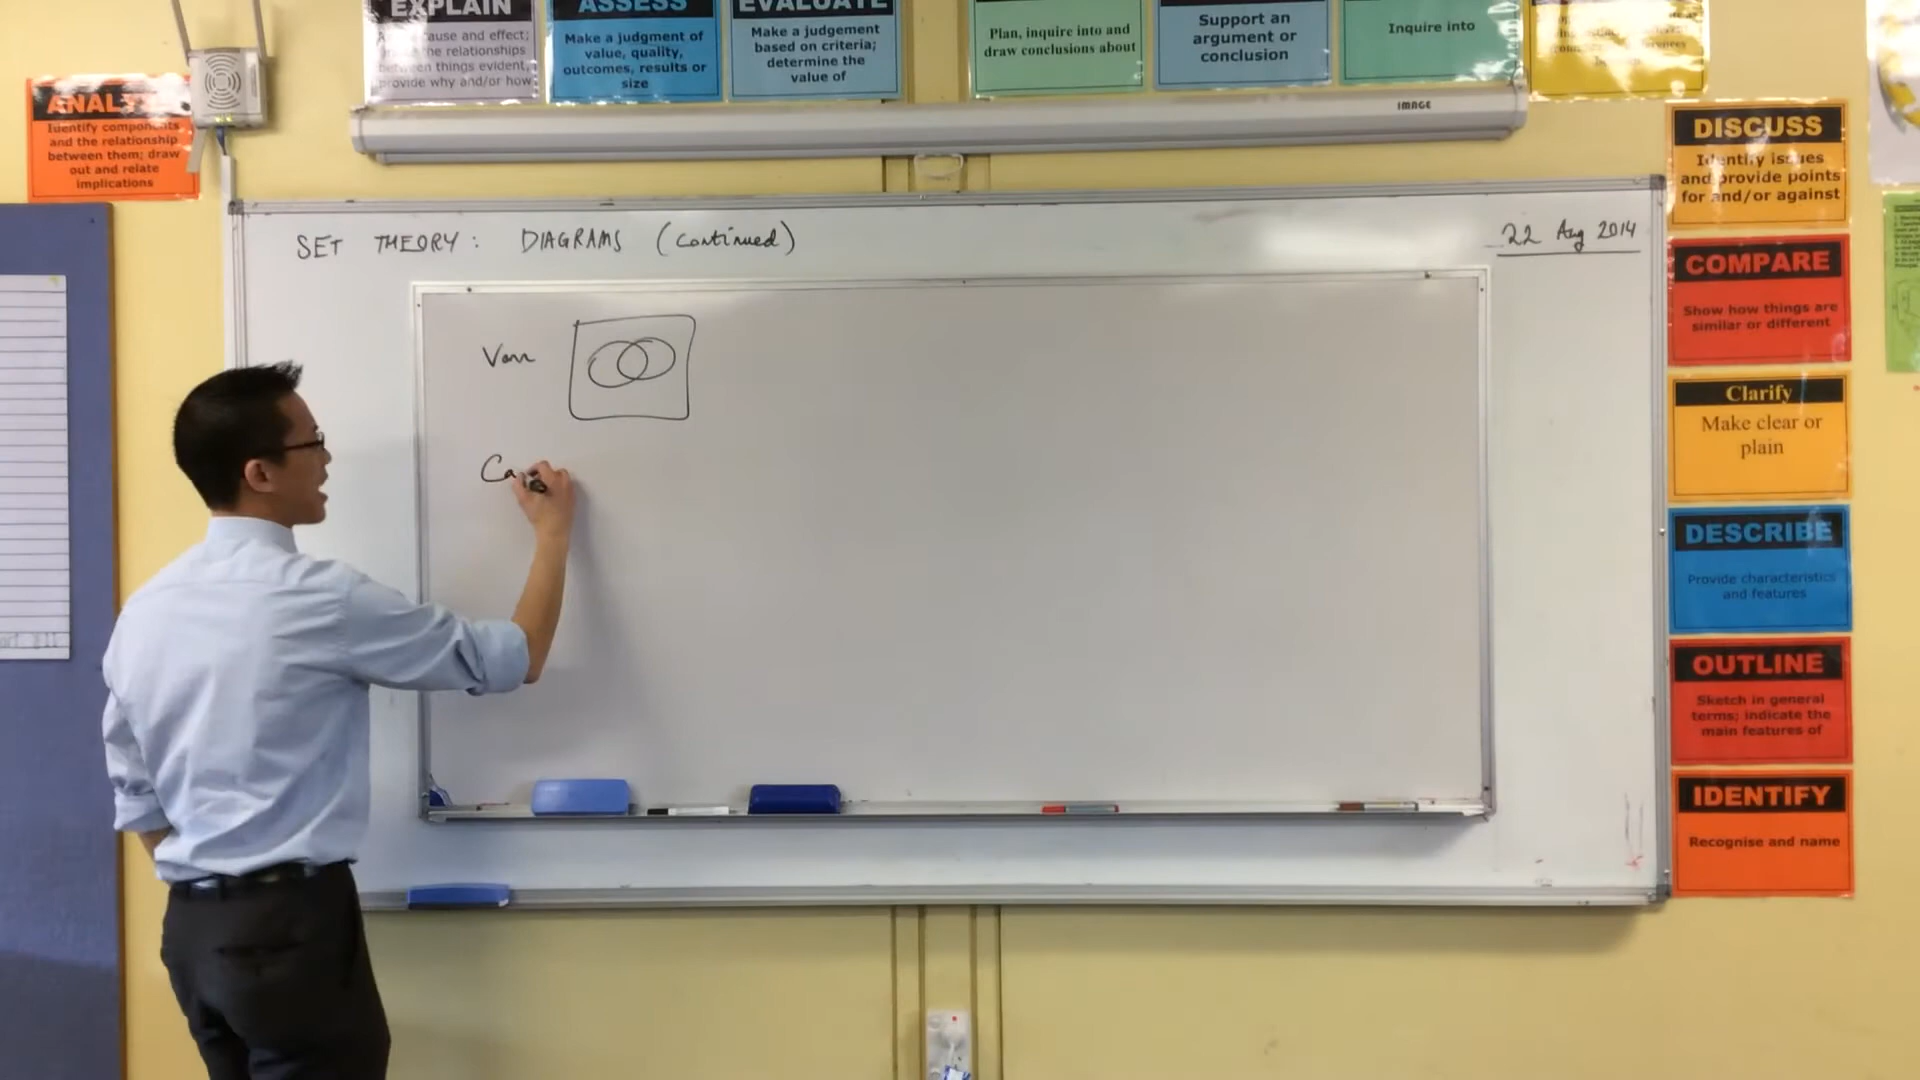 EXPLAIN
cause and effect;
the relationships
between things evident,
provide why and/or how
ASSESS
Make a judgment of
value, quality,
outcomes, results or
size
EVALUATE
Make a judgement
based on criteria;
determine the
value of
Plan, inquire into and
draw conclusions about
Support an
argument or
conclusion
Inquire into
IMAGE
ANALY
Identify components
and the relationship
between them; draw
out and relate
implications
SET THEORY: DIAGRAMS (continued)
22 Aug 2014
Venn
Ca
DISCUSS
Identify issues
and provide points
for and/or against
COMPARE
Show how things are
similar or different
Clarify
Make clear or
plain
DESCRIBE
Provide characteristics
and features
OUTLINE
Sketch in general
terms; indicate the
main features of
IDENTIFY
Recognise and name